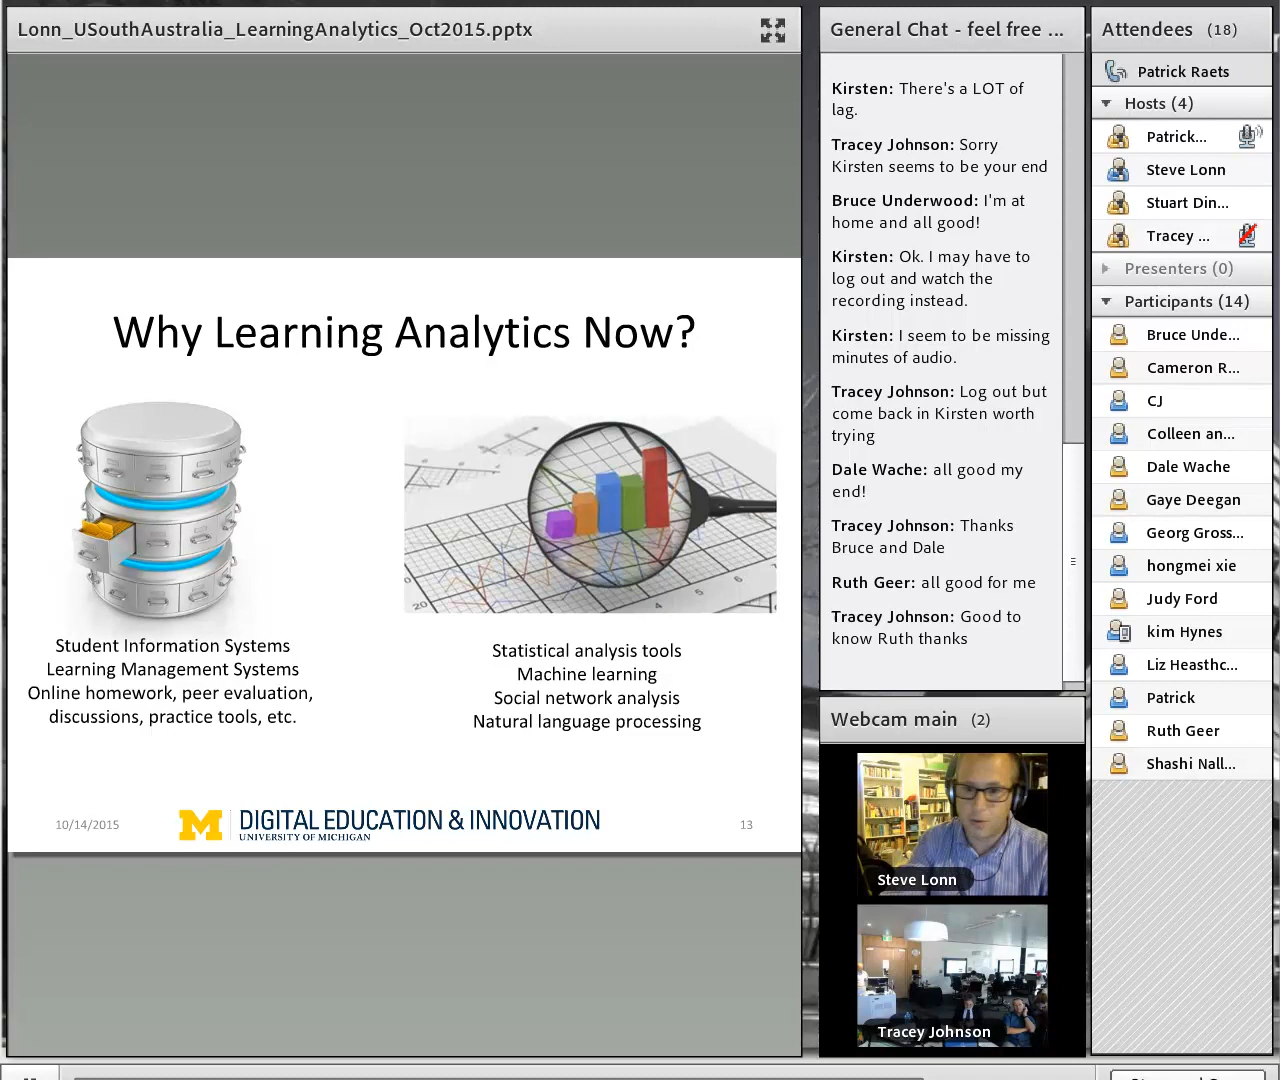 Lonn_USouthAustralia_LearningAnalytics_Oct2015.pptx
Why Learning Analytics Now?
Student Information Systems
Learning Management Systems
Online homework, peer evaluation,
discussions, practice tools, etc.
Statistical analysis tools
Machine learning
Social network analysis
Natural language processing
10/14/2015
M DIGITAL EDUCATION & INNOVATION
UNIVERSITY OF MICHIGAN
13
General Chat - feel free ...
Kirsten: There's a LOT of
lag.
Tracey Johnson: Sorry
Kirsten seems to be your end
Bruce Underwood: I'm at
home and all good!
Kirsten: Ok. I may have to
log out and watch the
recording instead.
Kirsten: I seem to be missing
minutes of audio.
Tracey Johnson: Log out but
come back in Kirsten worth
trying
Dale Wache: all good my
end!
Tracey Johnson: Thanks
Bruce and Dale
Ruth Geer: all good for me
Tracey Johnson: Good to
know Ruth thanks
Webcam main (2)
Steve Lonn
Tracey Johnson
Attendees (18)
Patrick Raets
Hosts (4)
Patrick...
Steve Lonn
Stuart Din...
Tracey ...
Presenters (0)
Participants (14)
Bruce Unde...
Cameron R...
CJ
Colleen an...
Dale Wache
Gaye Deegan
Georg Gross...
hongmei xie
Judy Ford
kim Hynes
Liz Heasthc...
Patrick
Ruth Geer
Shashi Nall...